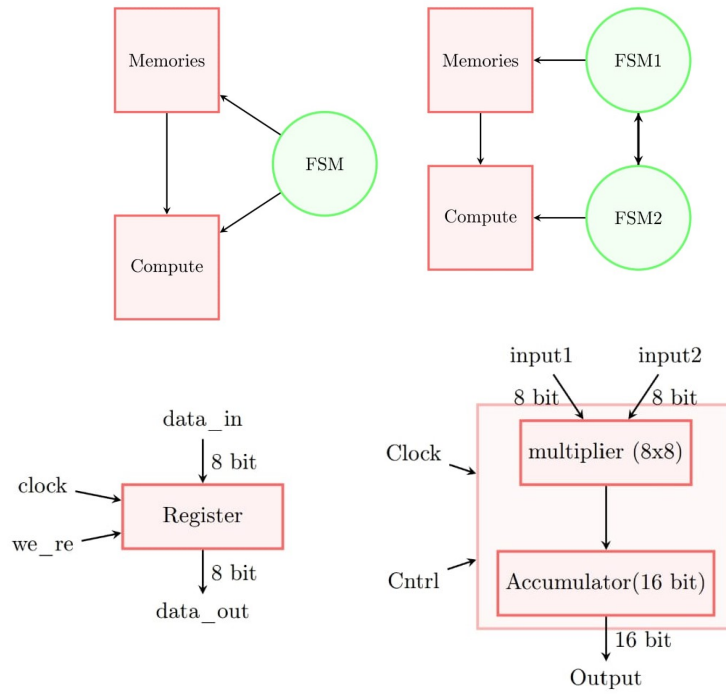 Memories
FSM
Compute
Memories
FSM1
Compute
FSM2
data_in
8 bit
clock
Register
we_re
8 bit
data_out
input1
input2
8 bit
8 bit
Clock
multiplier (8x8)
Cntrl
Accumulator(16 bit)
16 bit
Output